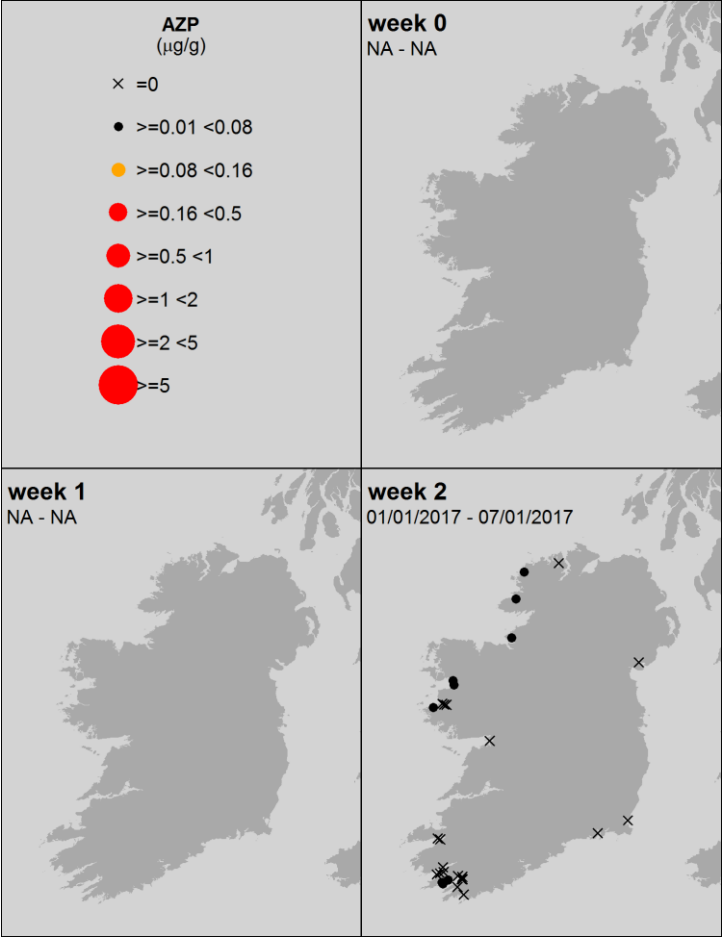 AZP
(μg/g)
=0
>=0.01 <0.08
>=0.08 <0.16
>=0.16 <0.5
>=0.5 <1
>=1 <2
>=2 <5
>=5
week 0
NA - NA
week 1
NA - NA
week 2
01/01/2017 - 07/01/2017